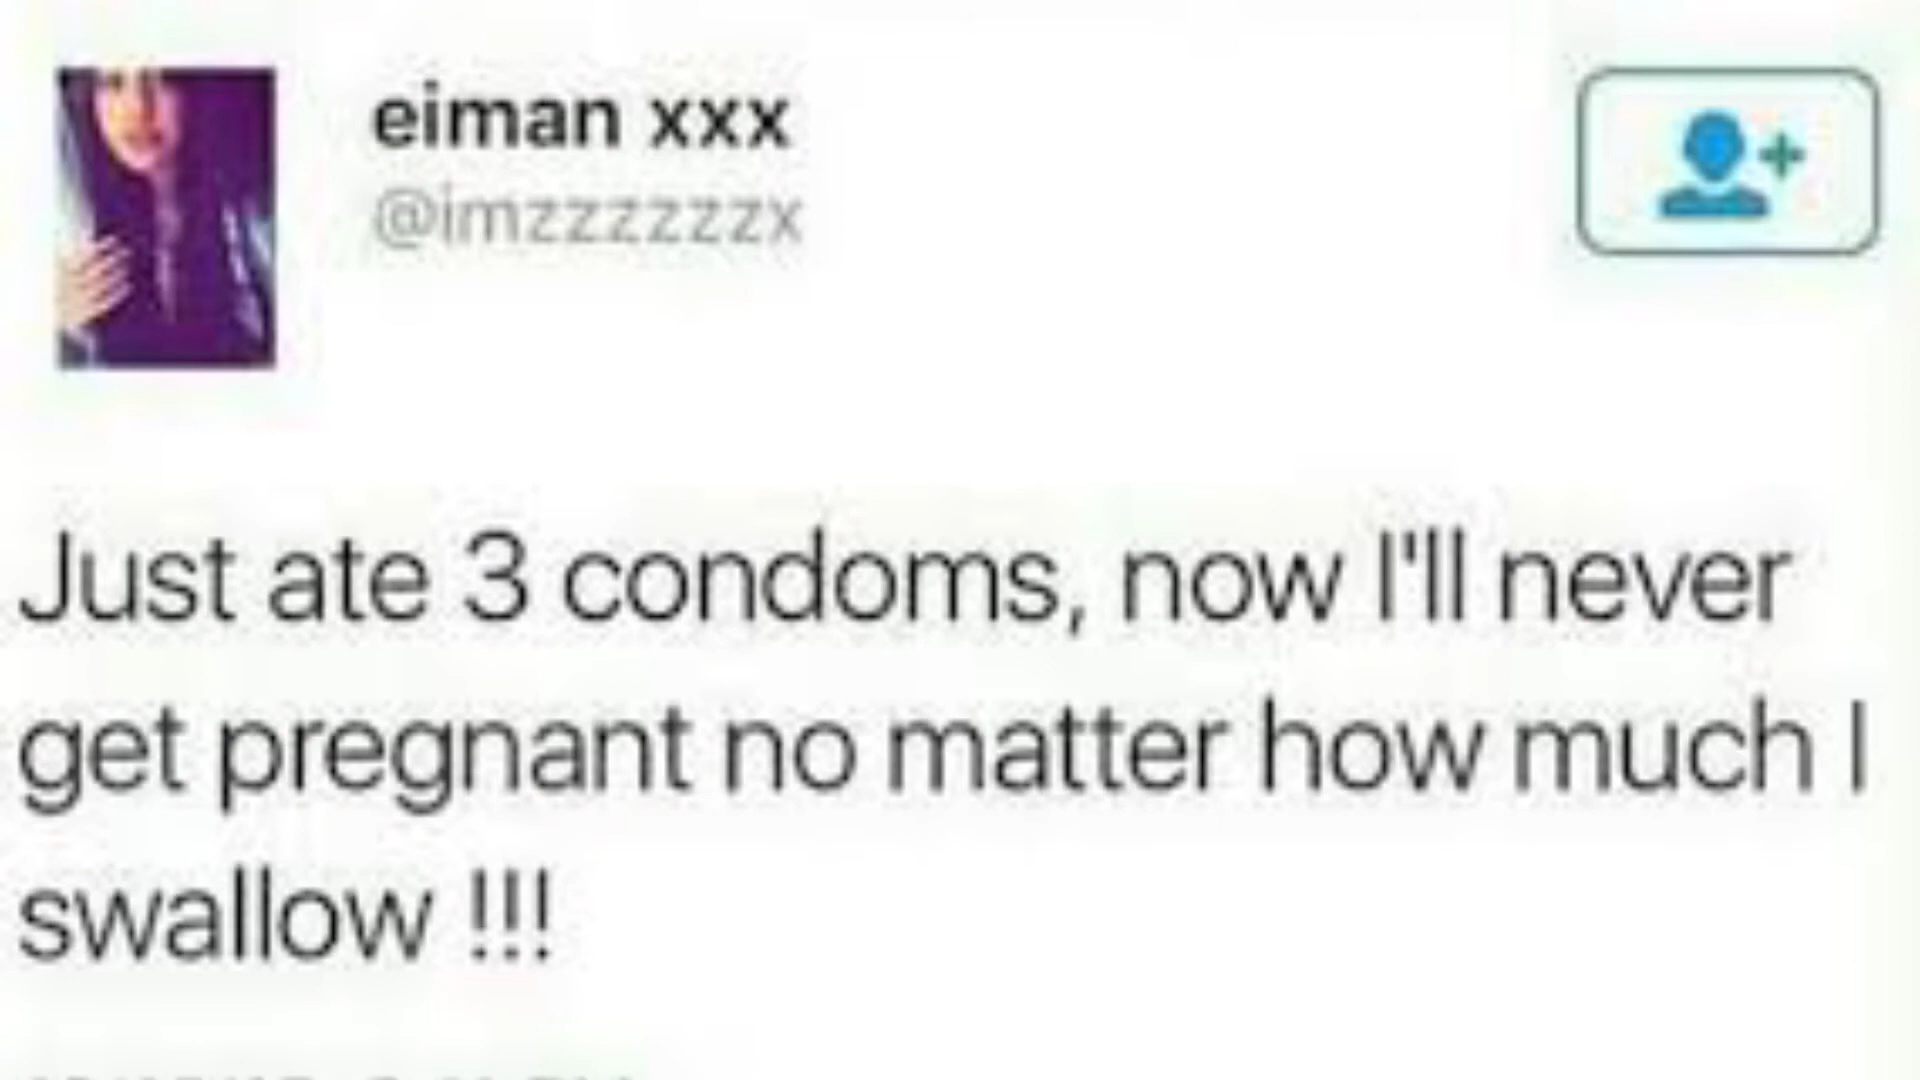 eiman xxx
@imzzzzzzx
Just ate 3 condoms, now I'll never
get pregnant no matter how much I
swallow !!!